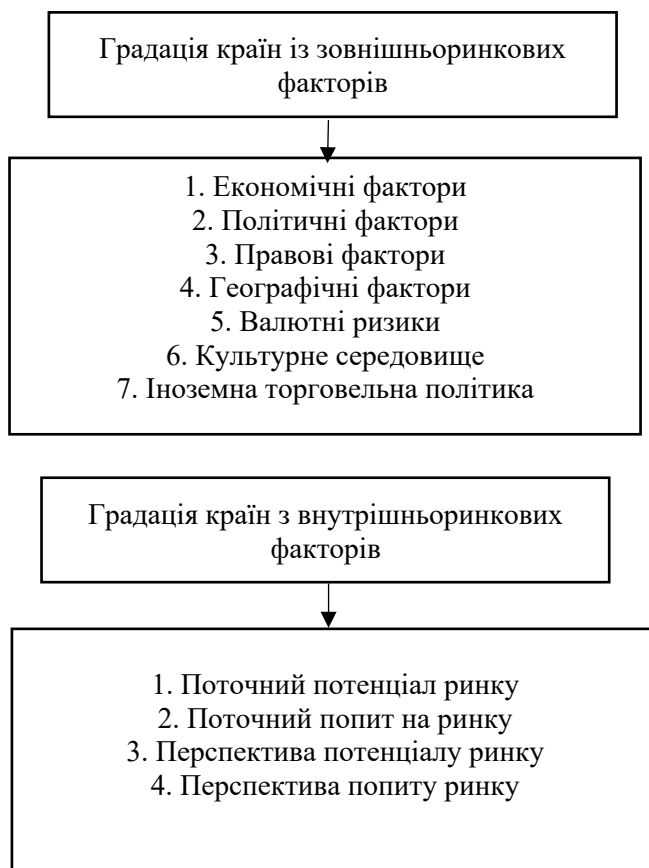 Градація країн із зовнішньоринкових
факторів
1. Економічні фактори
2. Політичні фактори
3. Правові фактори
4. Географічні фактори
5. Валютні ризики
6. Культурне середовище
7. Іноземна торговельна політика
Градація країн з внутрішньоринкових
факторів
1. Поточний потенціал ринку
2. Поточний попит на ринку
3. Перспектива потенціалу ринку
4. Перспектива попиту ринку